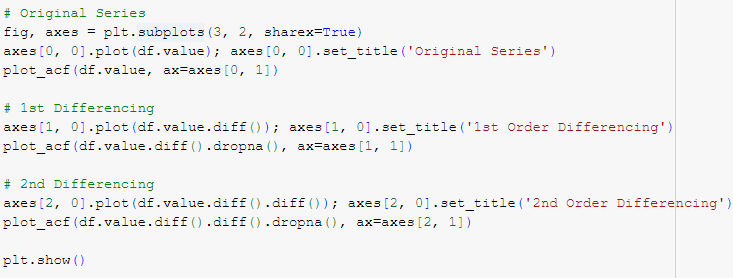 # Original Series
fig, axes = plt.subplots(3, 2, sharex=True)
axes[0, 0].plot(df.value); axes[0, 0].set_title('Original Series')
plot_acf(df.value, ax=axes[0, 1])
# 1st Differencing
axes[1, 0].plot(df.value.diff()); axes[1, 0].set_title('1st Order Differencing')
plot_acf(df.value.diff().dropna(), ax=axes[1, 1])
# 2nd Differencing
axes[2, 0].plot(df.value.diff().diff()); axes[2, 0].set_title('2nd Order Differencing')
plot_acf(df.value.diff().diff().dropna(), ax=axes[2, 1])
plt.show()